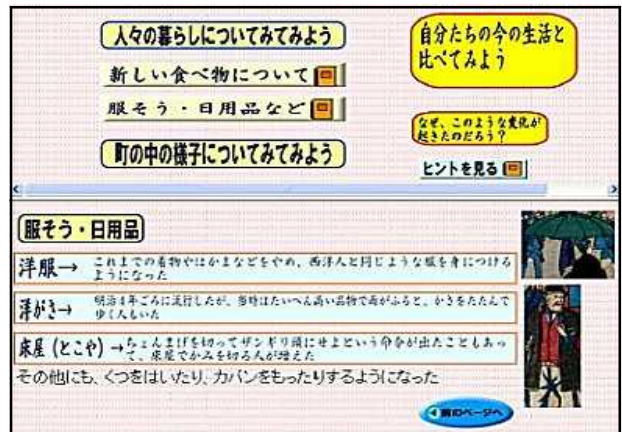 人々の暮らしについてみてみよう
新しい食べ物について
服そう・日用品など
町の中の様子についてみてみよう
自分たちの今の生活と
比べてみよう
なぜ、このような変化が
起きたのだろう?
ヒントを見る
服そう・日用品
洋服→ これまでの着物やはかまなどをやめ、西洋人と同じような服を身につける
ようになった
洋がさ→ 明治4年ごろに流行したが、当時はたいへん高い品物で雨がふると、かさをたたんで
歩く人もいた
床屋(とこや)→ちょんまげを切ってザンギリ頭にせよという命令が出たこともあっ
て、床屋でかみを切る人が増えた
その他にも、くつをはいたり、カバンをもったりするようになった
前のページへ